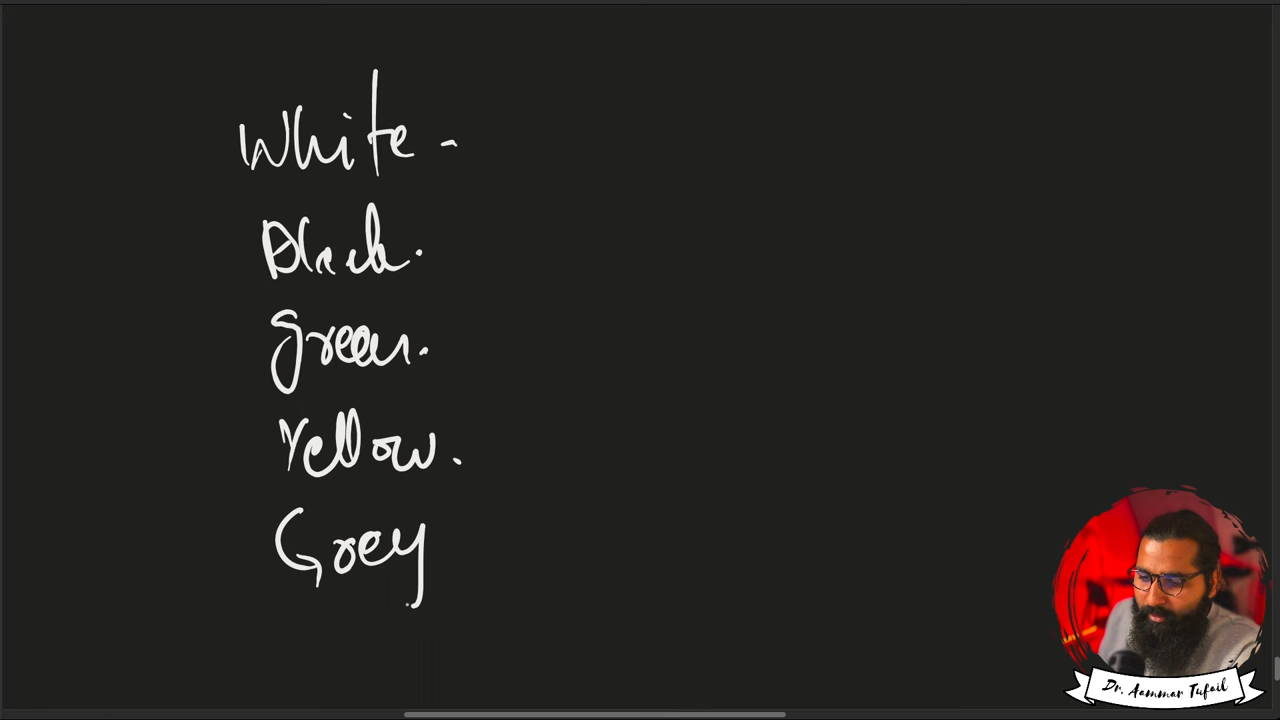 White -
Black.
Green.
Yellow.
Grey
Dr. Aammar Tufail